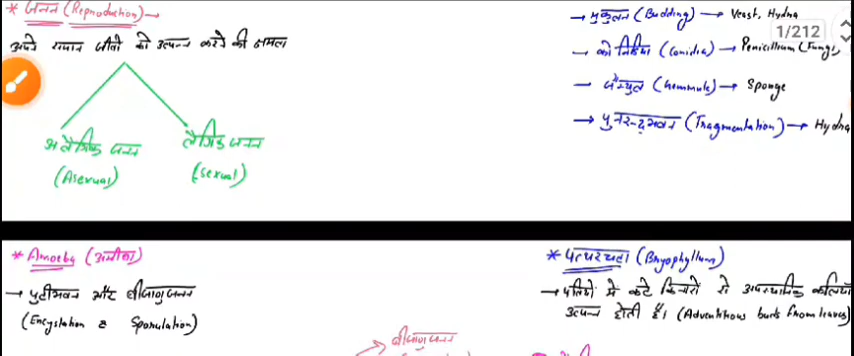 * जनन (Reproduction) →
अपने समान जीवों को उत्पन्न करने की क्षमता
अलैंगिक जनन
(Asexual)
लैंगिक जनन
(Sexual)
→ मुकुलन (Budding) → Yeast, Hydra
1/212
→ कोनिडिया (Conidia) → Penicillium (Fungi)
→ जेम्यूल (Gemmule) → Sponge
→ पुनरुद्भवन (Fragmentation) → Hydra
* Amoeba (अमीबा)
→ पुटीभवन और बीजाणुजनन
(Encystation & Sporulation)
बीजाणुजनन
* पत्थरचट्टा (Bryophyllum)
→ पत्तियों में कटे किनारों से अपस्थानिक कलियाँ
उत्पन्न होती हैं। (Adventitious buds from leaves)